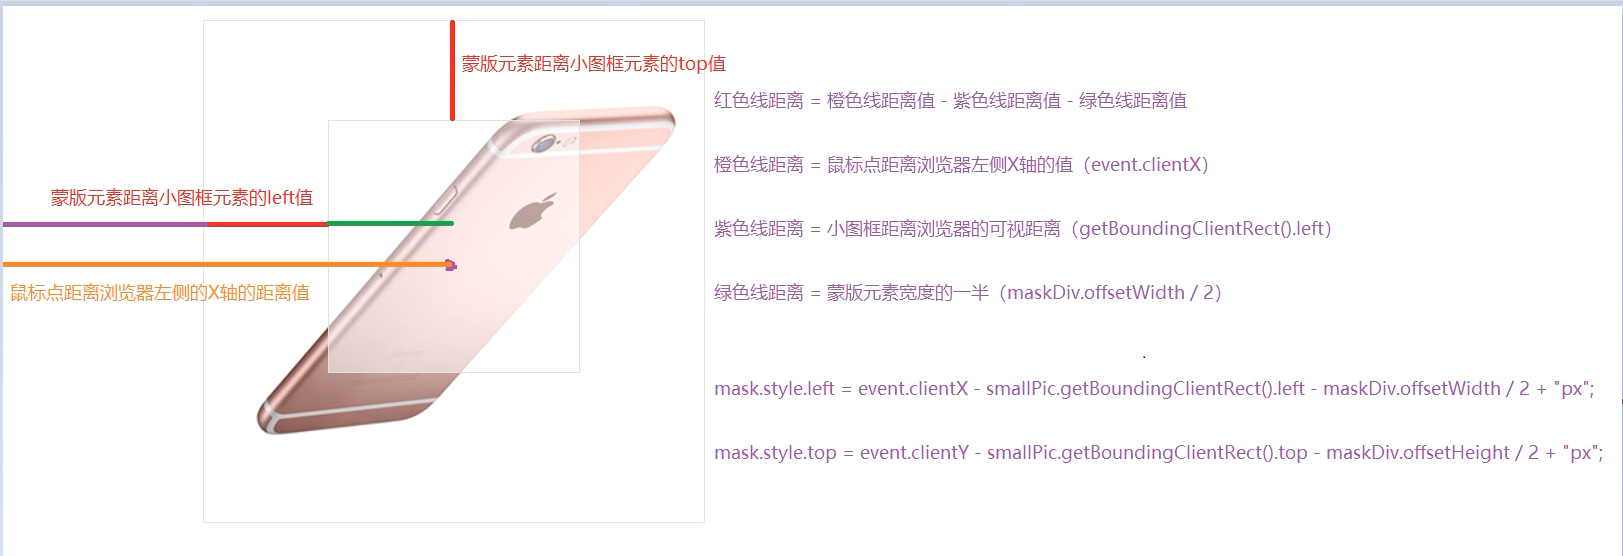 蒙版元素距离小图框元素的top值
红色线距离 = 橙色线距离值 - 紫色线距离值 - 绿色线距离值
橙色线距离 = 鼠标点距离浏览器左侧X轴的值（event.clientX）
蒙版元素距离小图框元素的left值
紫色线距离 = 小图框距离浏览器的可视距离（getBoundingClientRect().left）
鼠标点距离浏览器左侧的X轴的距离值
绿色线距离 = 蒙版元素宽度的一半（maskDiv.offsetWidth / 2）
mask.style.left = event.clientX - smallPic.getBoundingClientRect().left - maskDiv.offsetWidth / 2 + "px";
mask.style.top = event.clientY - smallPic.getBoundingClientRect().top - maskDiv.offsetHeight / 2 + "px";